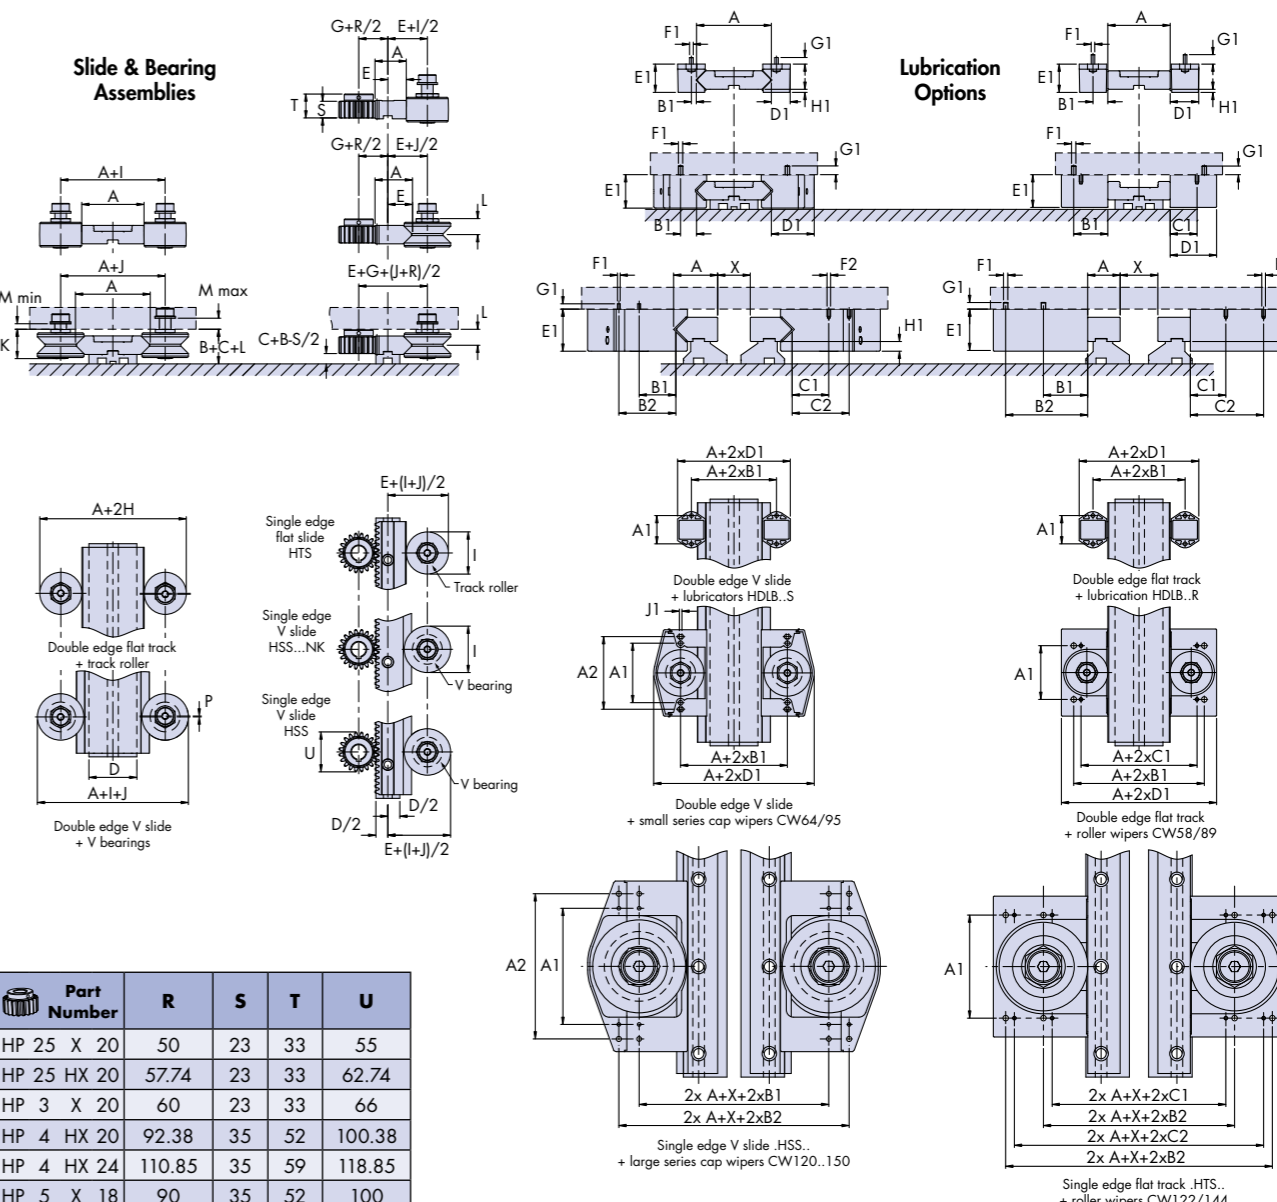 Slide & Bearing
Assemblies
G+R/2
E+I/2
A
E
T
S
G+R/2
E+J/2
A
E
L
A+I
A
A+J
A
M min
M max
K
B+C+L
E+G+(J+R)/2
C+B-S/2
L
Lubrication
Options
A
F1
G1
E1
B1
D1
H1
A
F1
G1
E1
B1
D1
H1
F1
G1
E1
B1
D1
F1
G1
E1
B1
C1
D1
F1
A
X
F2
G1
E1
H1
B1
B2
C1
C2
F1
A
X
G1
E1
B1
B2
C1
C2
A+2H
Double edge flat track
+ track roller
P
D
A+I+J
Double edge V slide
+ V bearings
E+(I+J)/2
Single edge
flat slide
HTS
I
Track roller
Single edge
V slide
HSS...NK
I
V bearing
Single edge
V slide
HSS
U
V bearing
D/2
D/2
E+(I+J)/2
A+2xD1
A+2xB1
A1
Double edge V slide
+ lubricators HDLB..S
A+2xD1
A+2xB1
A1
Double edge flat track
+ lubrication HDLB..R
J1
A2
A1
A+2xB1
A+2xD1
Double edge V slide
+ small series cap wipers CW64/95
A1
A+2xC1
A+2xB1
A+2xD1
Double edge flat track
+ roller wipers CW58/89
A2
A1
2x A+X+2xB1
2x A+X+2xB2
Single edge V slide .HSS..
+ large series cap wipers CW120..150
A1
2x A+X+2xC1
2x A+X+2xB2
2x A+X+2xC2
2x A+X+2xB2
Single edge flat track .HTS..
+ roller wipers CW122/144
Part Number R S T U
HP 25 X 20 50 23 33 55
HP 25 HX 20 57.74 23 33 62.74
HP 3 X 20 60 23 33 66
HP 4 HX 20 92.38 35 52 100.38
HP 4 HX 24 110.85 35 59 118.85
HP 5 X 18 90 35 52 100